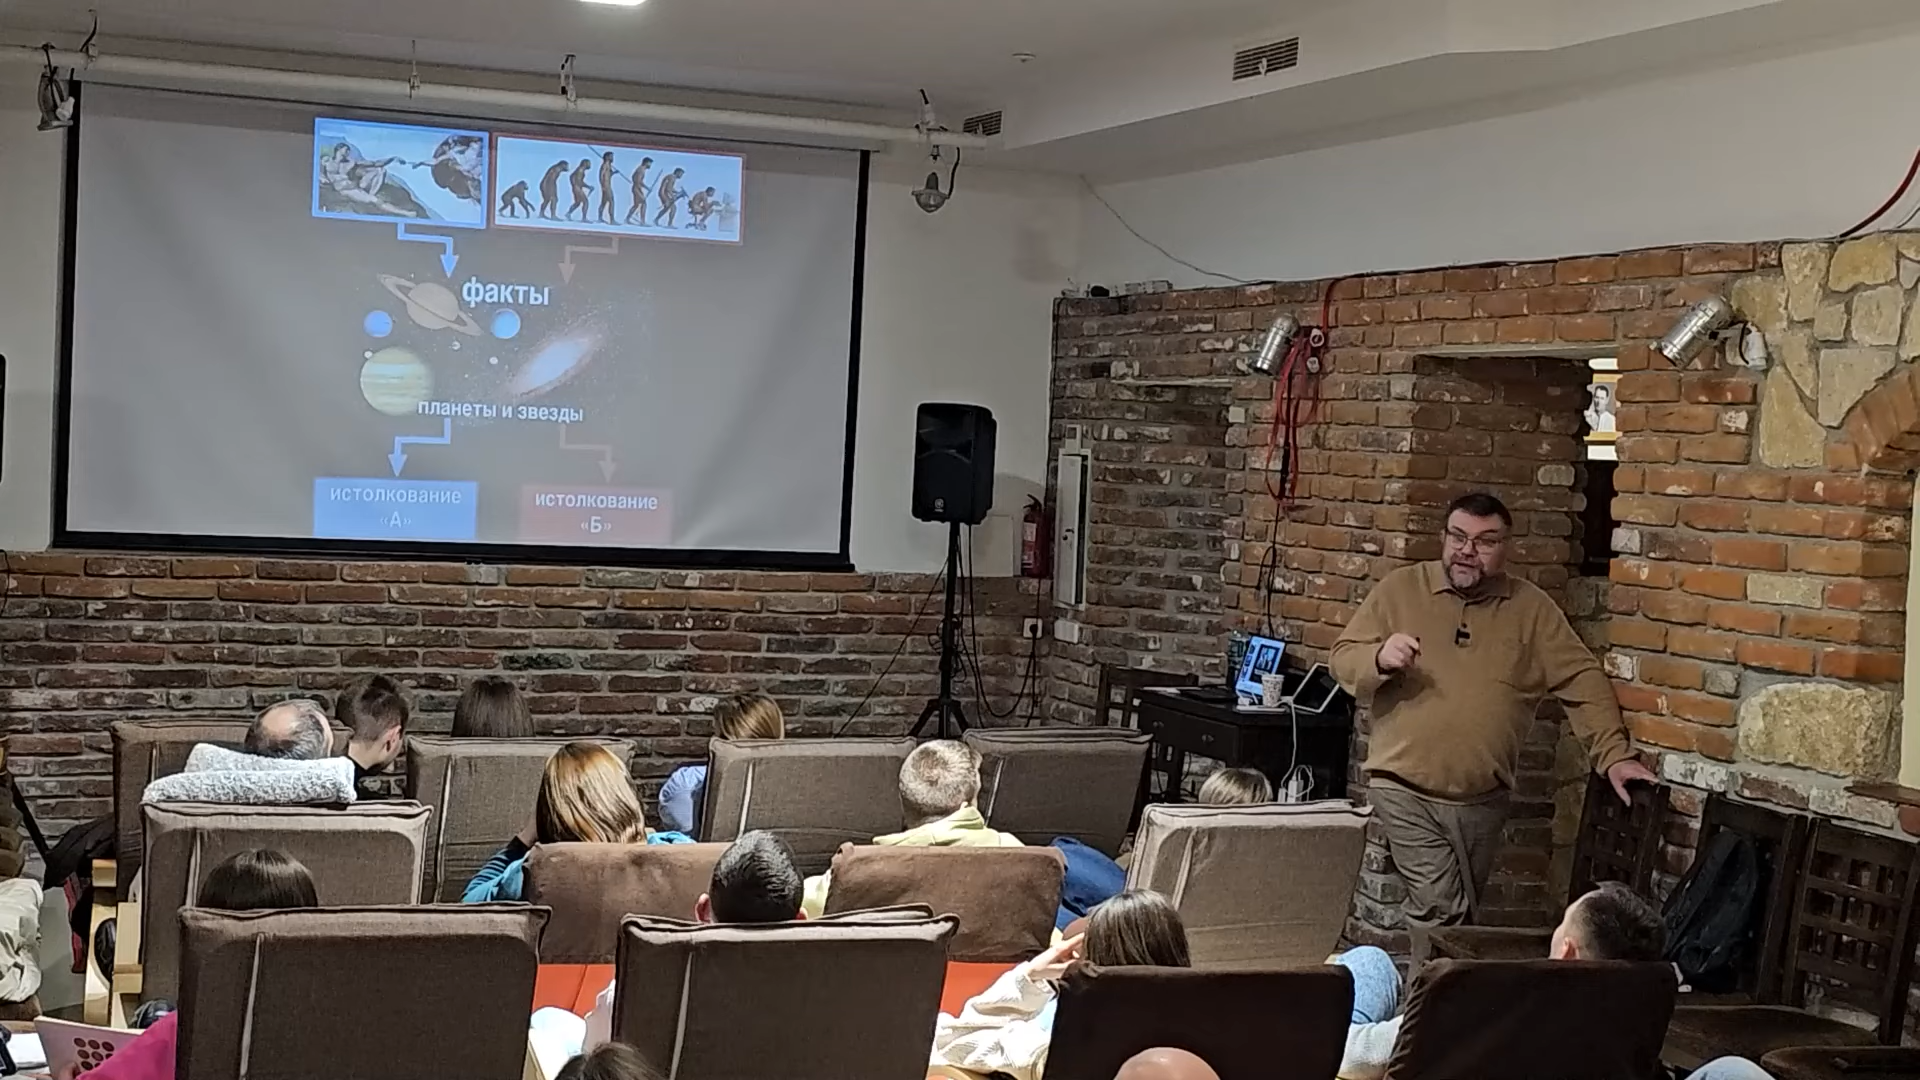 факты
планеты и звезды
истолкование
«А»
истолкование
«Б»